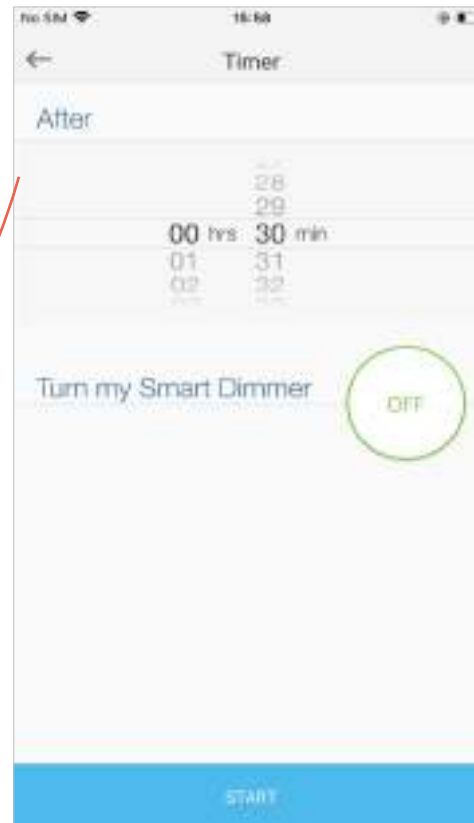 No SIM 16:58
Timer
After
28
29
00 hrs 30 min
01 31
02 32
Turn my Smart Dimmer OFF
START